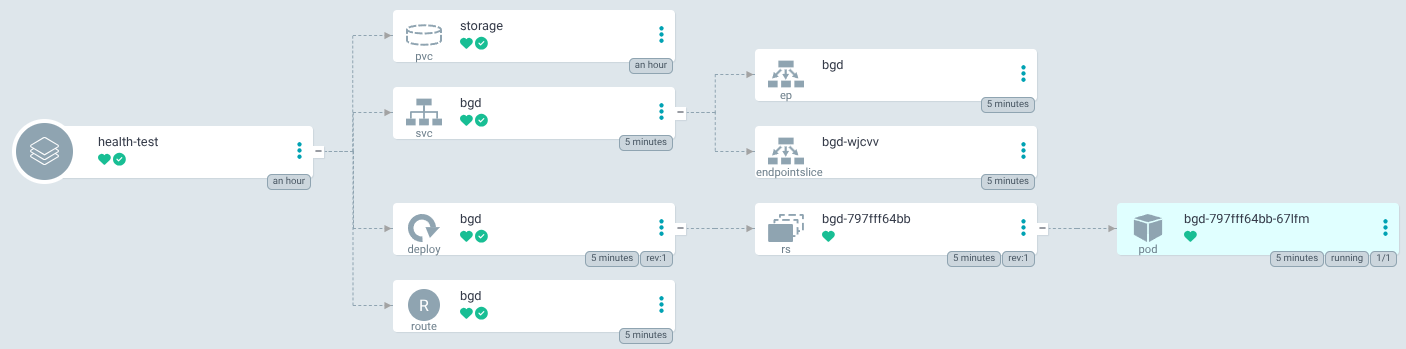 health-test
an hour
storage
pvc
an hour
bgd
svc
5 minutes
bgd
ep
5 minutes
bgd-wjcvv
endpointslice
5 minutes
bgd
deploy
5 minutes rev:1
bgd-797fff64bb
rs
5 minutes rev:1
bgd-797fff64bb-67lfm
pod
5 minutes running 1/1
R
bgd
route
5 minutes